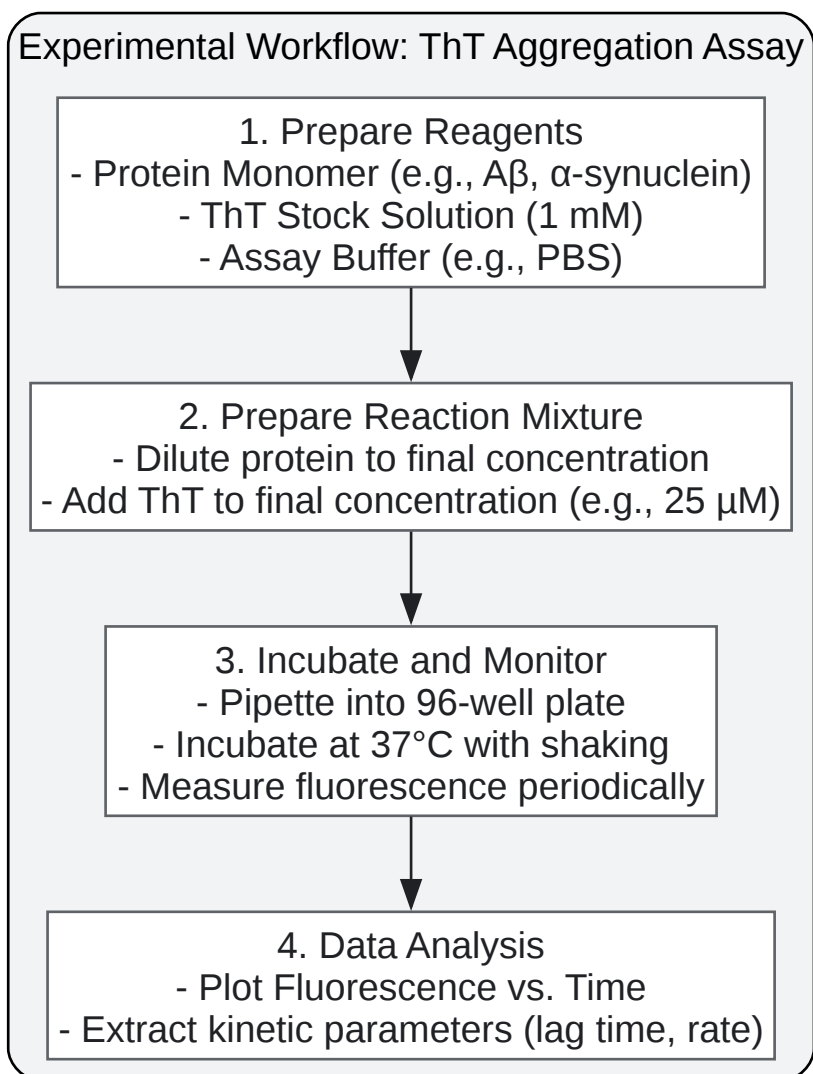 Experimental Workflow: ThT Aggregation Assay
1. Prepare Reagents
- Protein Monomer (e.g., Aβ, α-synuclein)
- ThT Stock Solution (1 mM)
- Assay Buffer (e.g., PBS)
2. Prepare Reaction Mixture
- Dilute protein to final concentration
- Add ThT to final concentration (e.g., 25 µM)
3. Incubate and Monitor
- Pipette into 96-well plate
- Incubate at 37°C with shaking
- Measure fluorescence periodically
4. Data Analysis
- Plot Fluorescence vs. Time
- Extract kinetic parameters (lag time, rate)